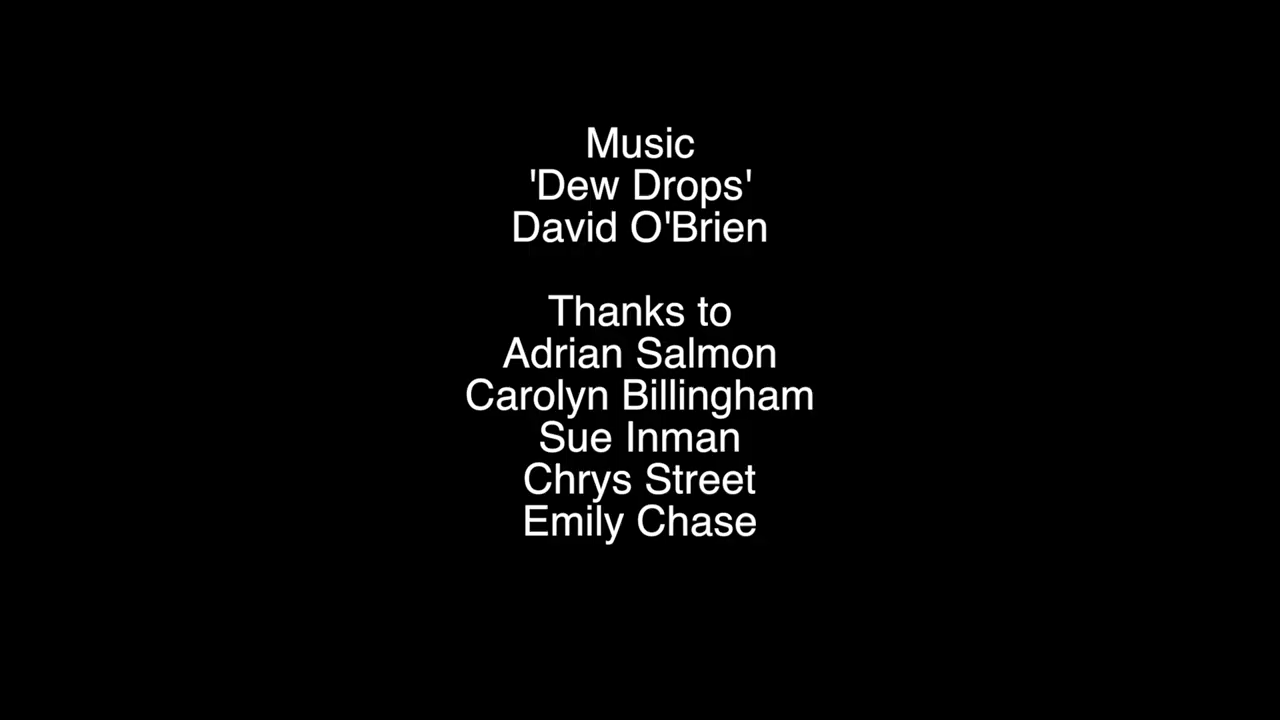 Music
'Dew Drops'
David O'Brien
Thanks to
Adrian Salmon
Carolyn Billingham
Sue Inman
Chrys Street
Emily Chase